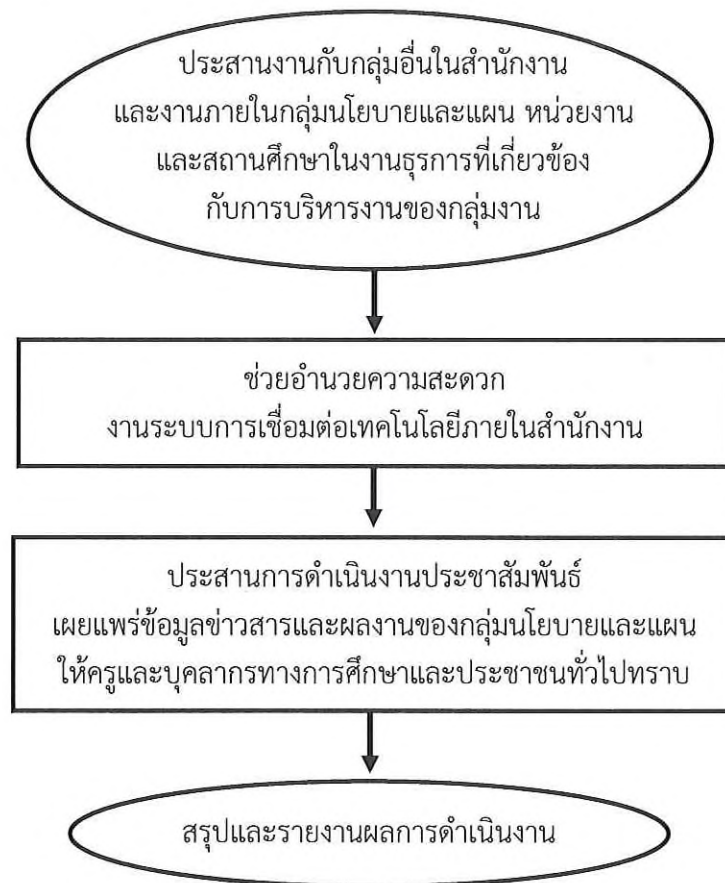 ประสานงานกับกลุ่มอื่นในสำนักงาน
และงานภายในกลุ่มนโยบายและแผน หน่วยงาน
และสถานศึกษาในงานธุรการที่เกี่ยวข้อง
กับการบริหารงานของกลุ่มงาน
ช่วยอำนวยความสะดวก
งานระบบการเชื่อมต่อเทคโนโลยีภายในสำนักงาน
ประสานการดำเนินงานประชาสัมพันธ์
เผยแพร่ข้อมูลข่าวสารและผลงานของกลุ่มนโยบายและแผน
ให้ครูและบุคลากรทางการศึกษาและประชาชนทั่วไปทราบ
สรุปและรายงานผลการดำเนินงาน